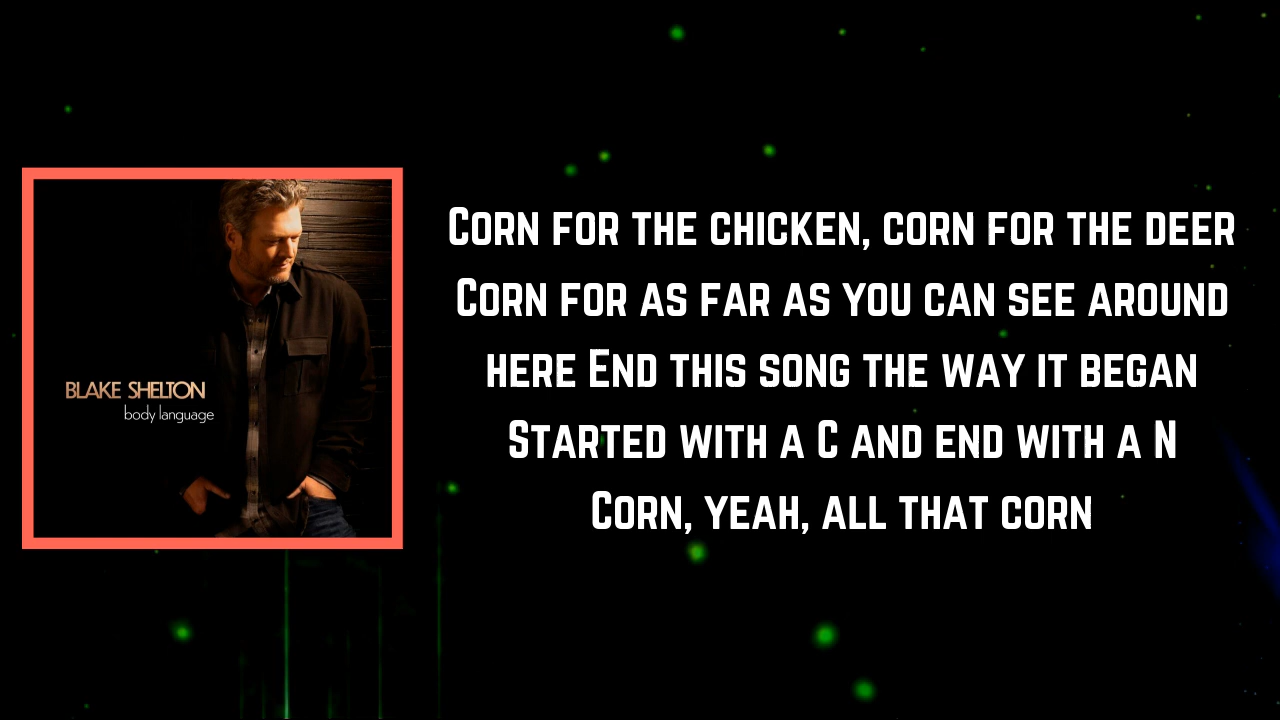 BLAKE SHELTON
body language
CORN FOR THE CHICKEN, CORN FOR THE DEER
CORN FOR AS FAR AS YOU CAN SEE AROUND
HERE END THIS SONG THE WAY IT BEGAN
STARTED WITH A C AND END WITH A N
CORN, YEAH, ALL THAT CORN